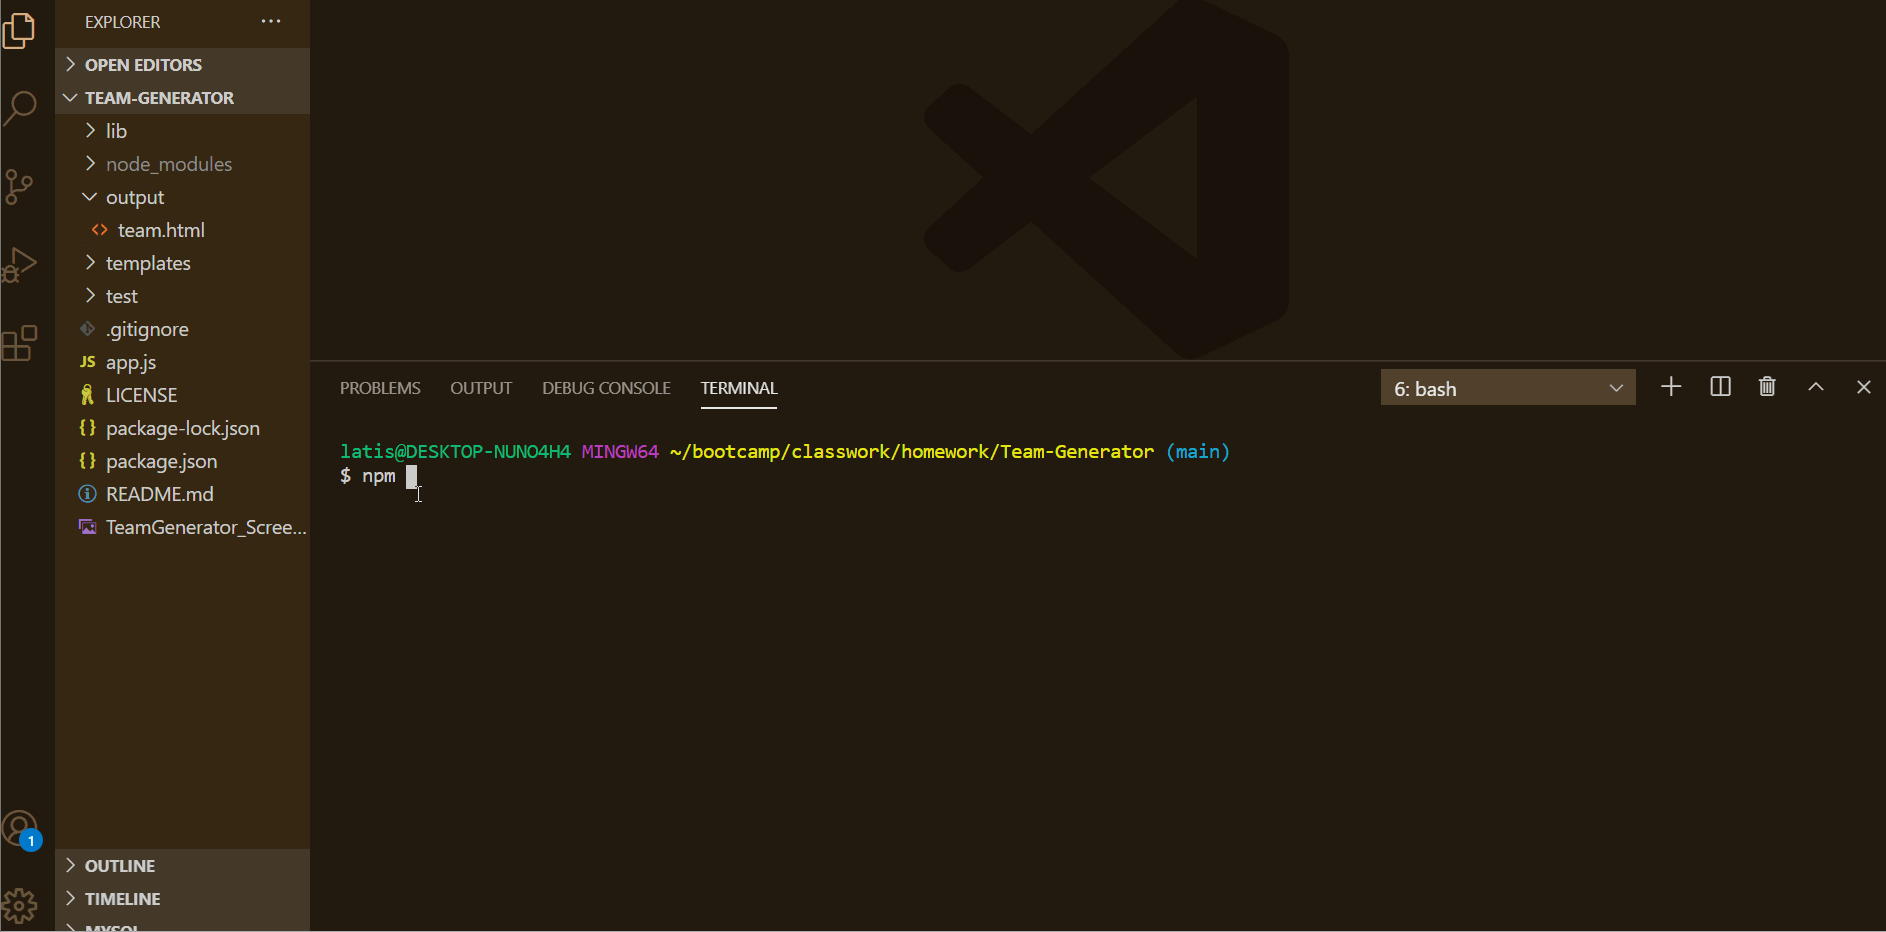 EXPLORER
OPEN EDITORS
TEAM-GENERATOR
lib
node_modules
output
<> team.html
templates
test
.gitignore
JS app.js
LICENSE
{} package-lock.json
{} package.json
README.md
TeamGenerator_Scree...
1
OUTLINE
TIMELINE
MYSQL
PROBLEMS OUTPUT DEBUG CONSOLE TERMINAL 6: bash
latis@DESKTOP-NUNO4H4 MINGW64 ~/bootcamp/classwork/homework/Team-Generator (main)
$ npm